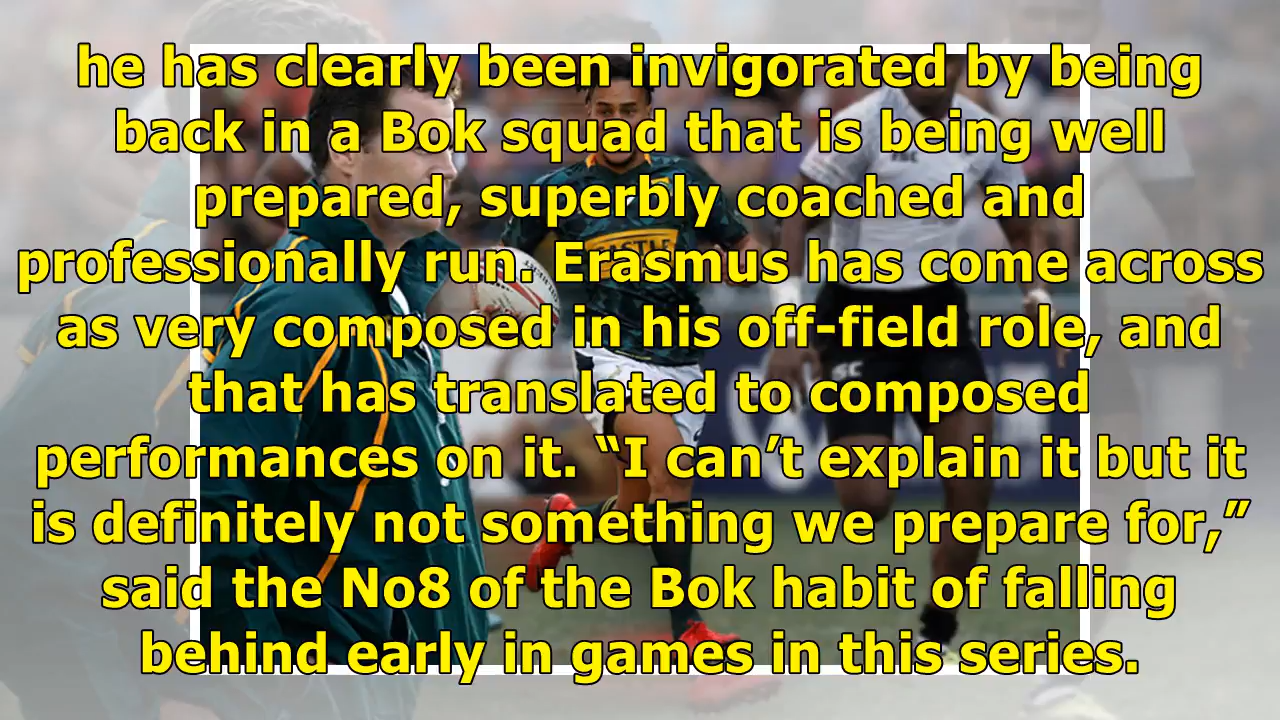 he has clearly been invigorated by being
back in a Bok squad that is being well
prepared, superbly coached and
professionally run. Erasmus has come across
as very composed in his off-field role, and
that has translated to composed
performances on it. “I can’t explain it but it
is definitely not something we prepare for,”
said the No8 of the Bok habit of falling
behind early in games in this series.